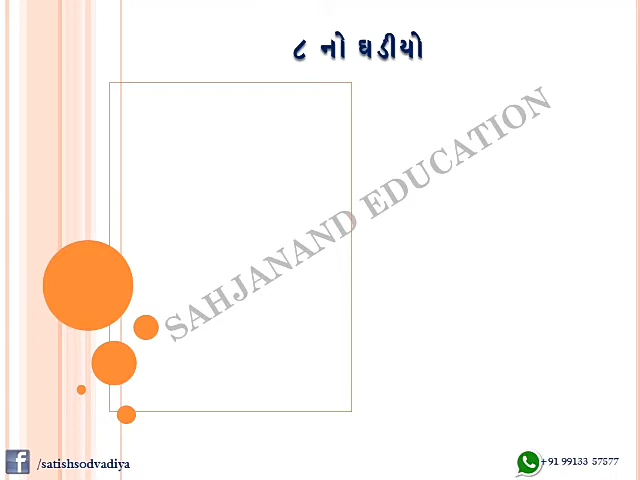 ૮ નો ઘડીયો
SAHJANAND EDUCATION
/satishsodvadiya
+91 99133 57577